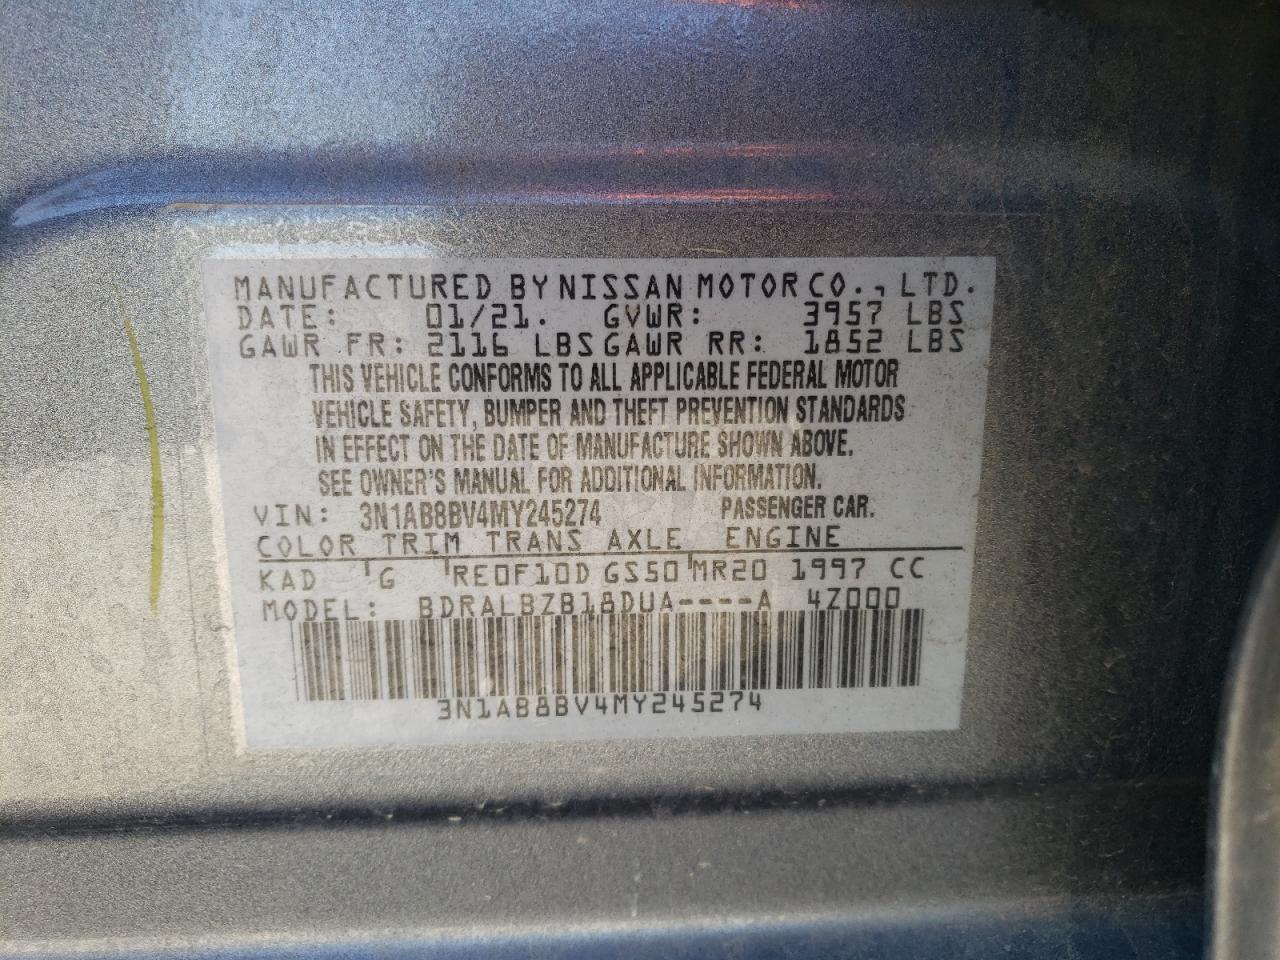 MANUFACTURED BY NISSAN MOTOR CO., LTD.
DATE: 01/21. GVWR: 3957 LBS
GAWR FR: 2116 LBS GAWR RR: 1852 LBS
THIS VEHICLE CONFORMS TO ALL APPLICABLE FEDERAL MOTOR
VEHICLE SAFETY, BUMPER AND THEFT PREVENTION STANDARDS
IN EFFECT ON THE DATE OF MANUFACTURE SHOWN ABOVE.
SEE OWNER'S MANUAL FOR ADDITIONAL INFORMATION.
VIN: 3N1AB8BV4MY245274 PASSENGER CAR.
COLOR TRIM TRANS AXLE ENGINE
KAD G RE0F10D GS50 MR20 1997 CC
MODEL: BDRALBZB18DUA----A 4Z000
3N1AB8BV4MY245274